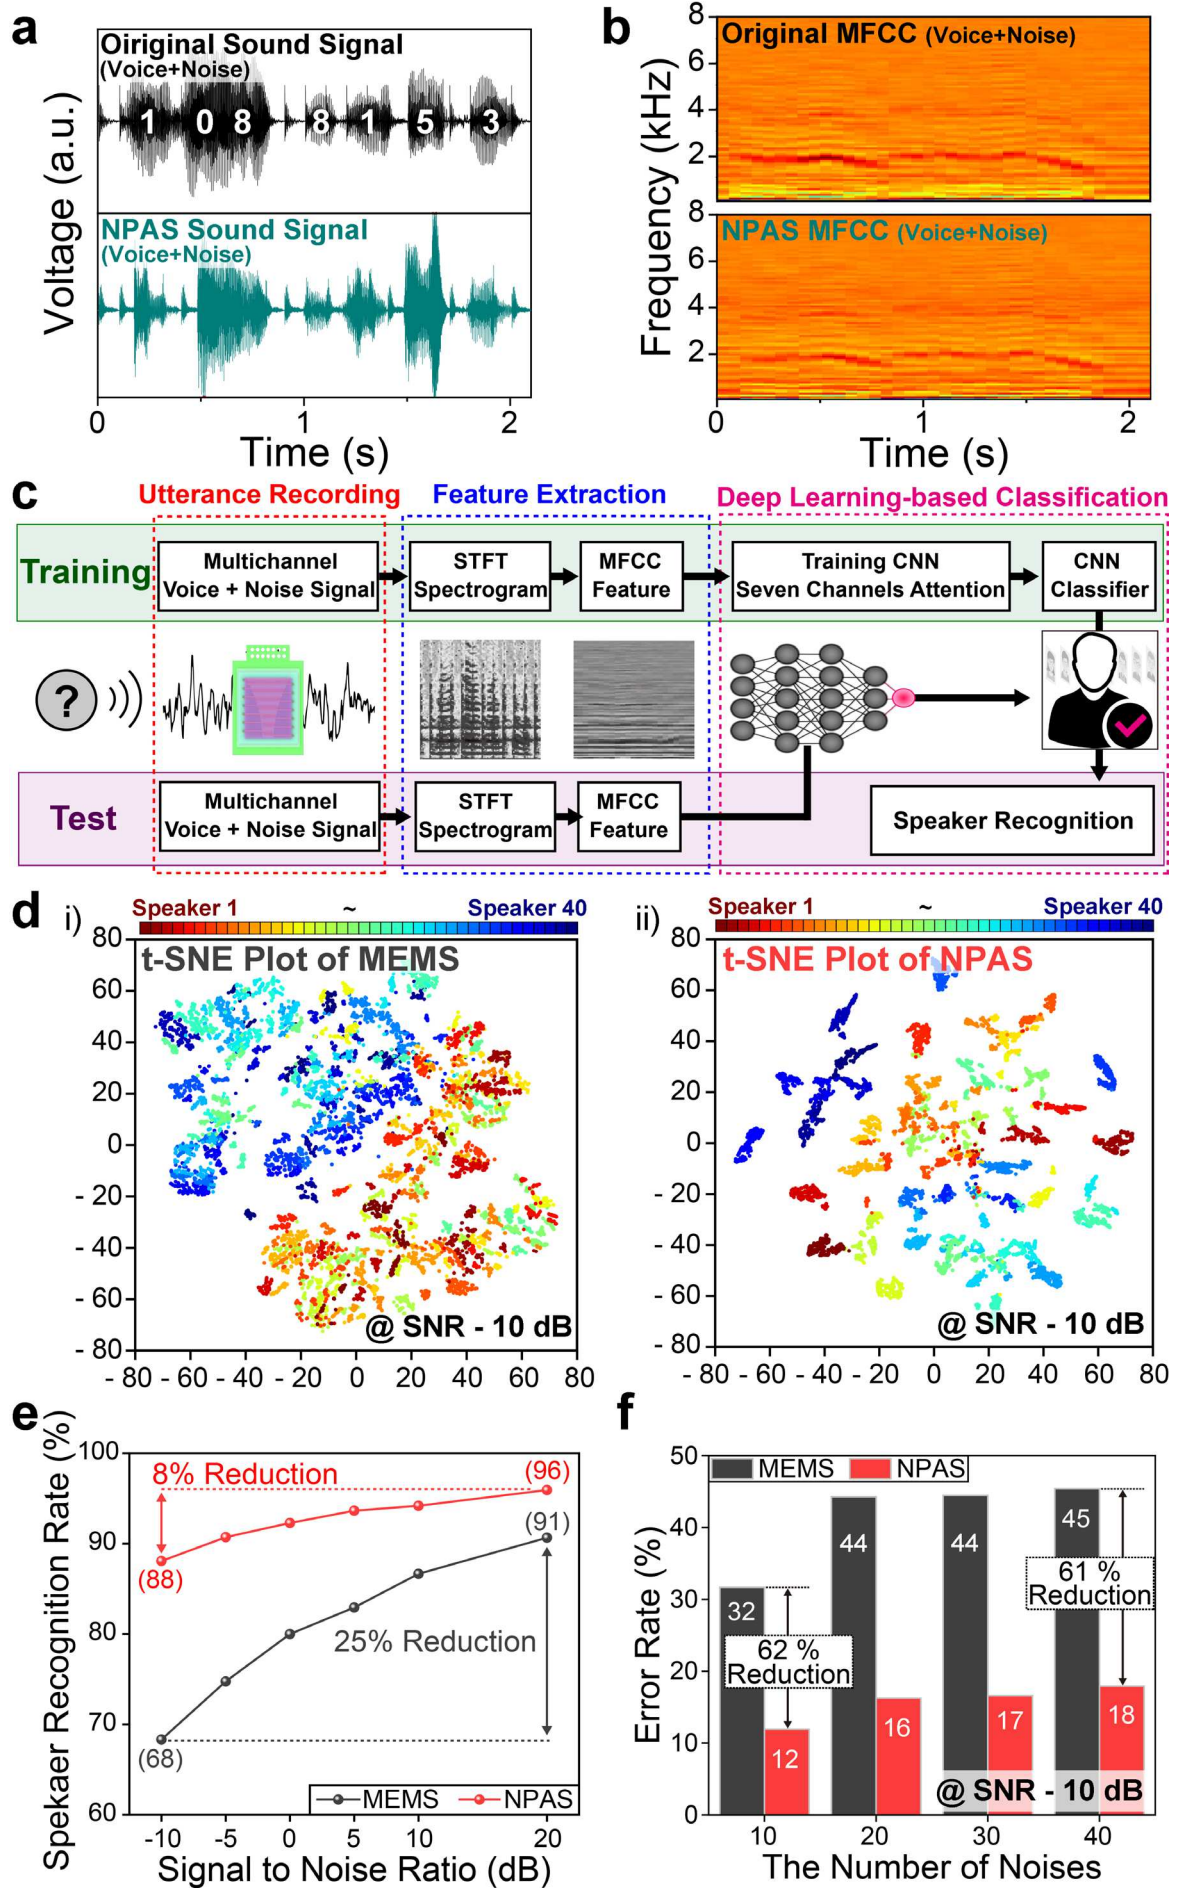 a
Oiriginal Sound Signal
(Voice+Noise)
1 0 8 8 1 5 3
NPAS Sound Signal
(Voice+Noise)
Voltage (a.u.)
0 1 2
Time (s)
b
8
Original MFCC (Voice+Noise)
6
4
2
8
NPAS MFCC (Voice+Noise)
6
4
2
Frequency (kHz)
0 1 2
Time (s)
c
Utterance Recording
Feature Extraction
Deep Learning-based Classification
Training
Multichannel
Voice + Noise Signal
STFT
Spectrogram
MFCC
Feature
Training CNN
Seven Channels Attention
CNN
Classifier
?
Test
Multichannel
Voice + Noise Signal
STFT
Spectrogram
MFCC
Feature
Speaker Recognition
d
i)
Speaker 1 ~ Speaker 40
t-SNE Plot of MEMS
80
60
40
20
0
- 20
- 40
- 60
- 80
@ SNR - 10 dB
- 80 - 60 - 40 - 20 0 20 40 60 80
ii)
Speaker 1 ~ Speaker 40
t-SNE Plot of NPAS
80
60
40
20
0
- 20
- 40
- 60
- 80
@ SNR - 10 dB
- 80 - 60 - 40 - 20 0 20 40 60 80
e
Spekaer Recognition Rate (%)
100
90
80
70
60
8% Reduction
(96)
(91)
(88)
25% Reduction
(68)
MEMS NPAS
-10 -5 0 5 10 20
Signal to Noise Ratio (dB)
f
Error Rate (%)
50
40
30
20
10
0
MEMS NPAS
32
12
44
16
44
17
45
18
62 %
Reduction
61 %
Reduction
@ SNR - 10 dB
10 20 30 40
The Number of Noises